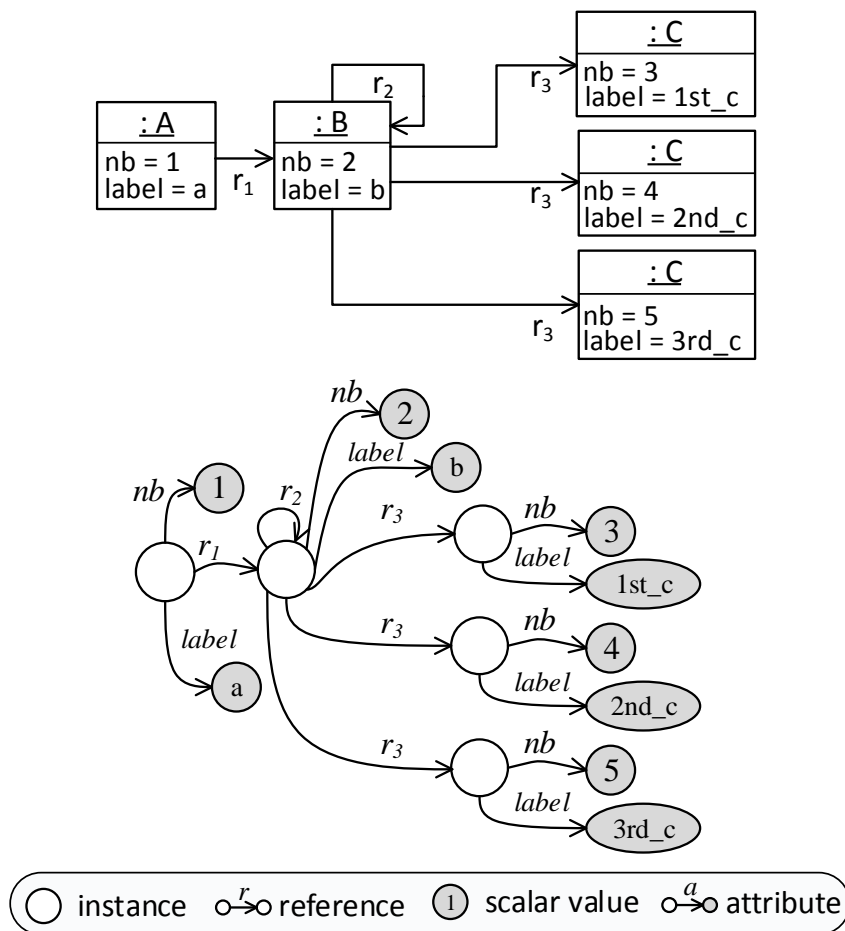 : C
nb = 3
label = 1st_c
r2
r3
: A
nb = 1
label = a
r1
: B
nb = 2
label = b
: C
nb = 4
label = 2nd_c
r3
: C
nb = 5
label = 3rd_c
r3
nb
2
label
b
nb
1
r2
r3
nb
3
r1
label
1st_c
label
a
r3
nb
4
label
2nd_c
r3
nb
5
label
3rd_c
instance
r
reference
1
scalar value
a
attribute